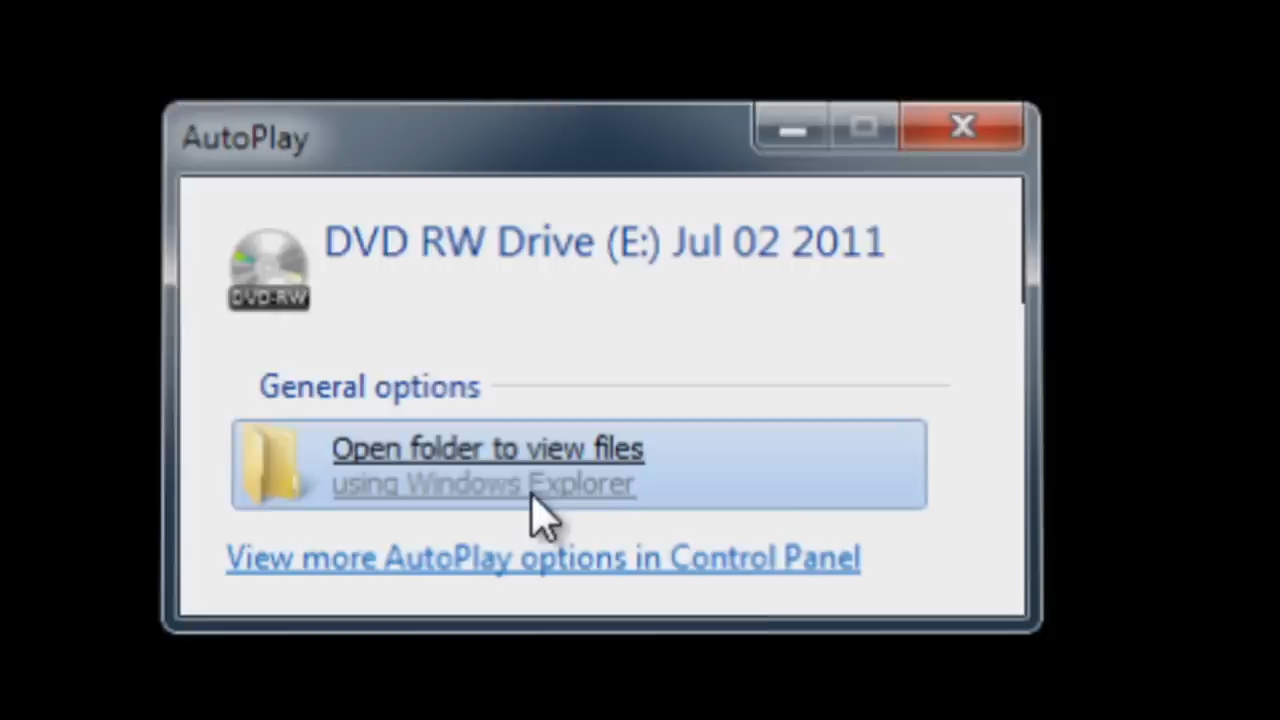 AutoPlay
DVD RW Drive (E:) Jul 02 2011
DVD-RW
General options
Open folder to view files
using Windows Explorer
View more AutoPlay options in Control Panel